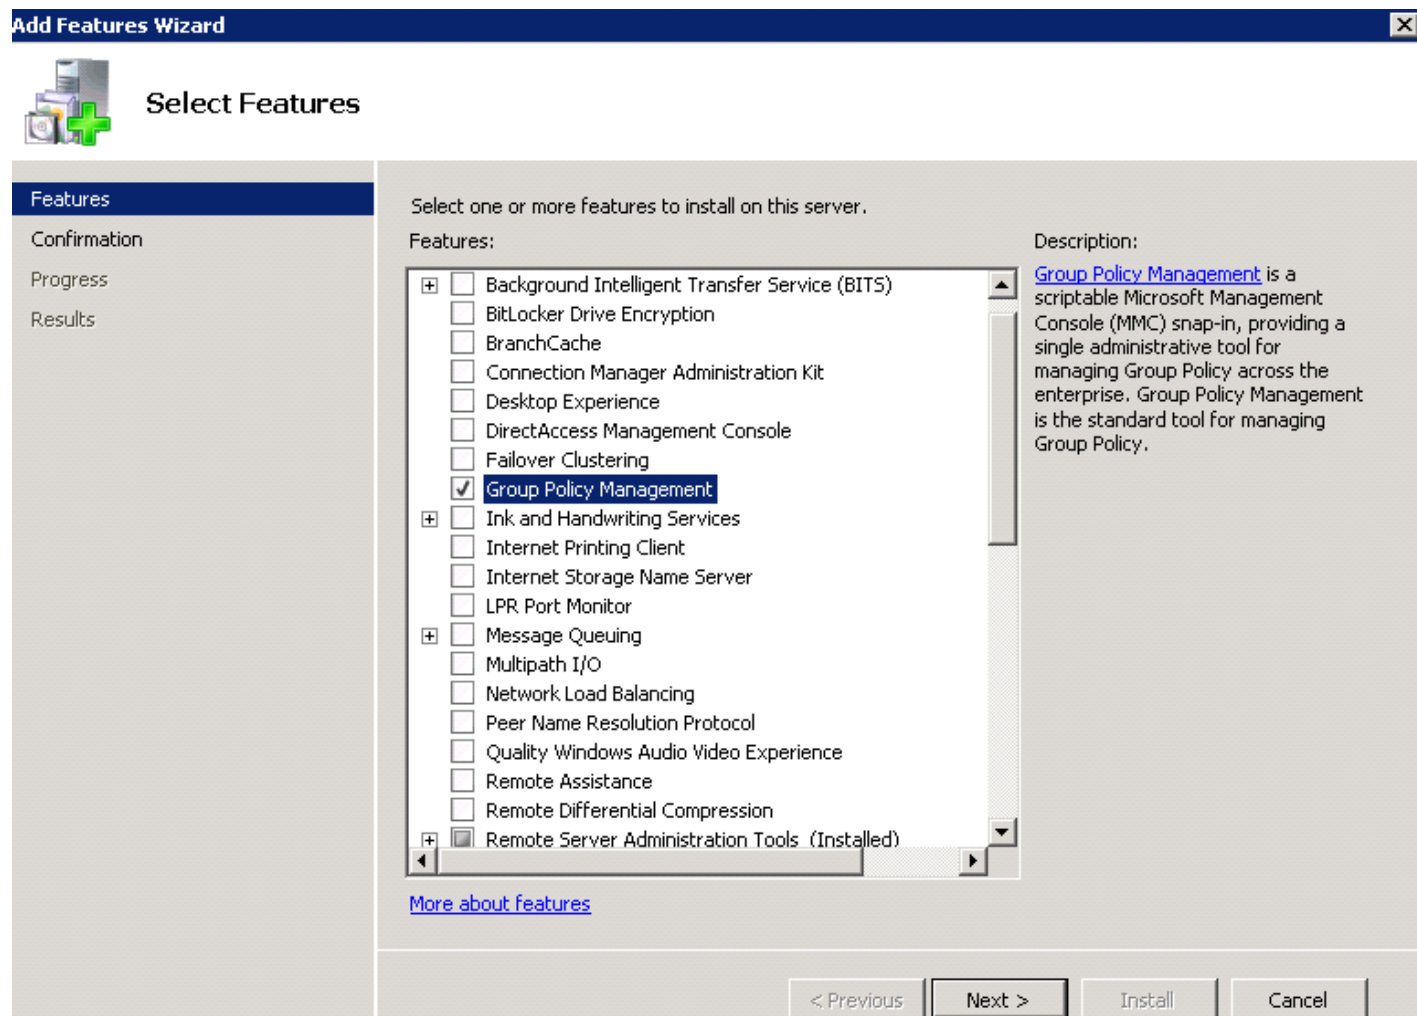 Add Features Wizard
Select Features
Features
Confirmation
Progress
Results
Select one or more features to install on this server.
Features:
Background Intelligent Transfer Service (BITS)
BitLocker Drive Encryption
BranchCache
Connection Manager Administration Kit
Desktop Experience
DirectAccess Management Console
Failover Clustering
Group Policy Management
Ink and Handwriting Services
Internet Printing Client
Internet Storage Name Server
LPR Port Monitor
Message Queuing
Multipath I/O
Network Load Balancing
Peer Name Resolution Protocol
Quality Windows Audio Video Experience
Remote Assistance
Remote Differential Compression
Remote Server Administration Tools (Installed)
More about features
Description:
Group Policy Management is a
scriptable Microsoft Management
Console (MMC) snap-in, providing a
single administrative tool for
managing Group Policy across the
enterprise. Group Policy Management
is the standard tool for managing
Group Policy.
< Previous
Next >
Install
Cancel